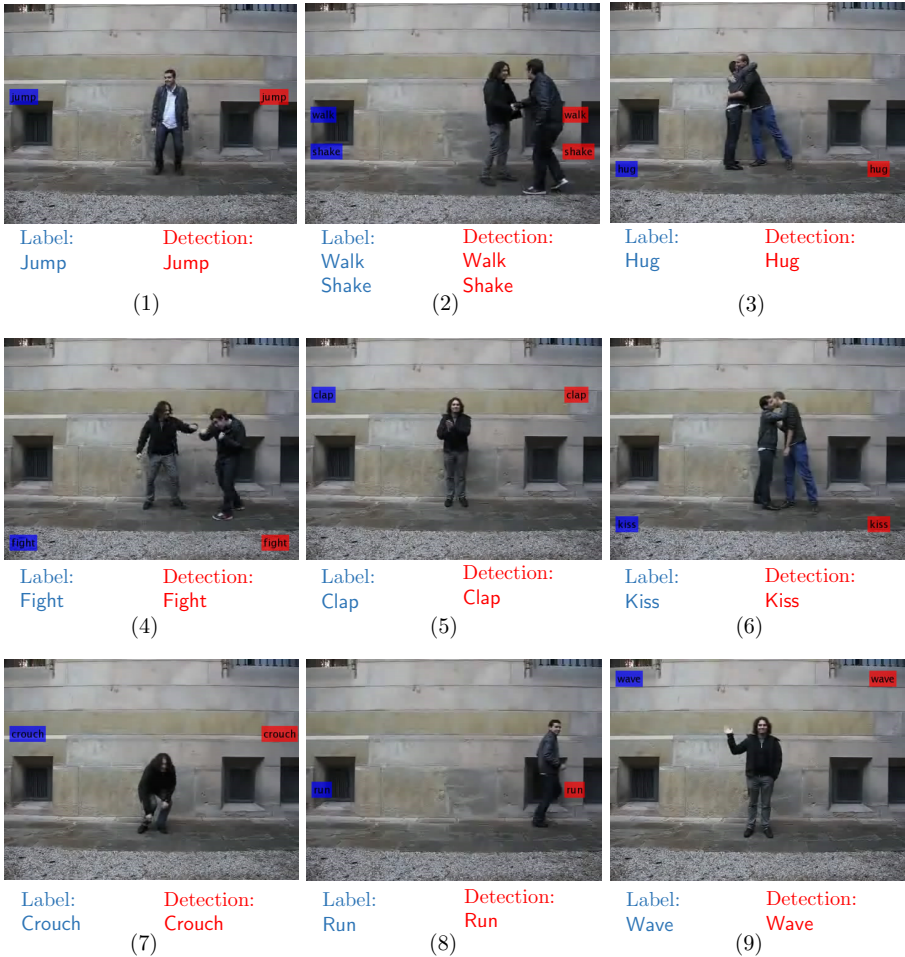 jump jump
walk walk
shake shake
hug hug
Label: Detection:
Jump Jump
(1)
Label: Detection:
Walk Walk
Shake Shake
(2)
Label: Detection:
Hug Hug
(3)
fight fight
clap clap
kiss kiss
Label: Detection:
Fight Fight
(4)
Label: Detection:
Clap Clap
(5)
Label: Detection:
Kiss Kiss
(6)
crouch crouch
run run
wave wave
Label: Detection:
Crouch Crouch
(7)
Label: Detection:
Run Run
(8)
Label: Detection:
Wave Wave
(9)